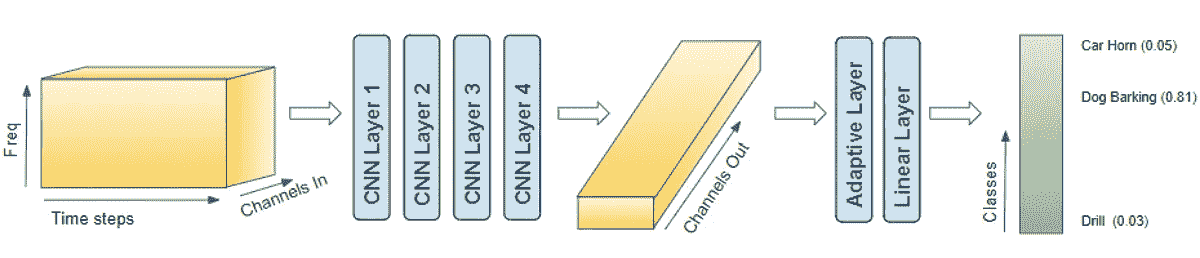 Freq
Time steps
Channels In
CNN Layer 1
CNN Layer 2
CNN Layer 3
CNN Layer 4
Channels Out
Adaptive Layer
Linear Layer
Classes
Car Horn (0.05)
Dog Barking (0.81)
Drill (0.03)